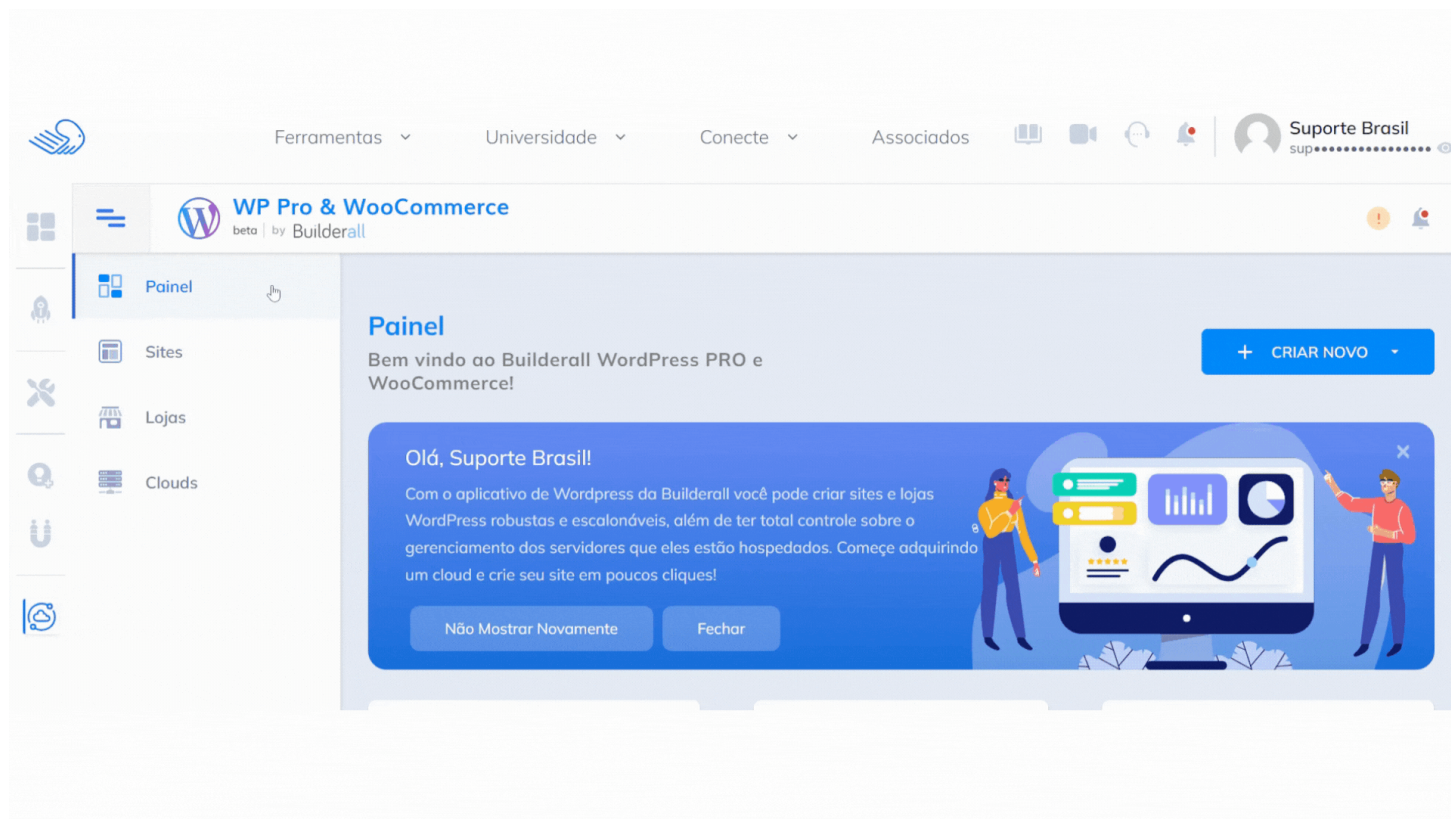 Ferramentas
Universidade
Conecte
Associados
Suporte Brasil
sup••••••••••••••••
WP Pro & WooCommerce
beta | by Builderall
Painel
Sites
Lojas
Clouds
Painel
Bem vindo ao Builderall WordPress PRO e
WooCommerce!
+ CRIAR NOVO
Olá, Suporte Brasil!
Com o aplicativo de Wordpress da Builderall você pode criar sites e lojas
WordPress robustas e escalonáveis, além de ter total controle sobre o
gerenciamento dos servidores que eles estão hospedados. Começe adquirindo
um cloud e crie seu site em poucos cliques!
Não Mostrar Novamente
Fechar